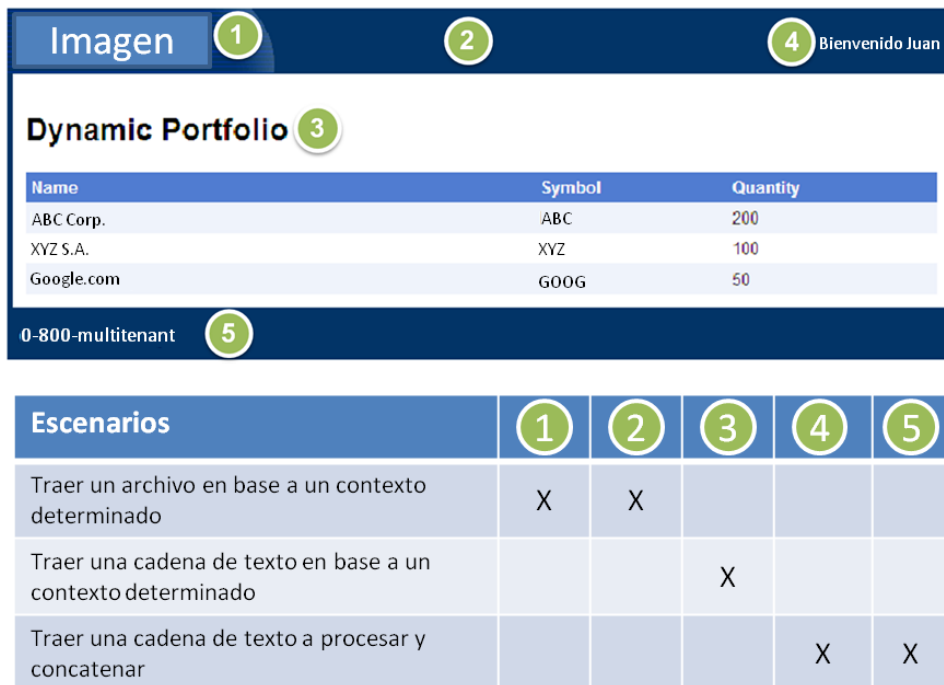 Imagen 1 2 4 Bienvenido Juan
Dynamic Portfolio 3
Name Symbol Quantity
ABC Corp. ABC 200
XYZ S.A. XYZ 100
Google.com GOOG 50
0-800-multitenant 5
Escenarios 1 2 3 4 5
Traer un archivo en base a un contexto
determinado X X
Traer una cadena de texto en base a un
contexto determinado X
Traer una cadena de texto a procesar y
concatenar X X